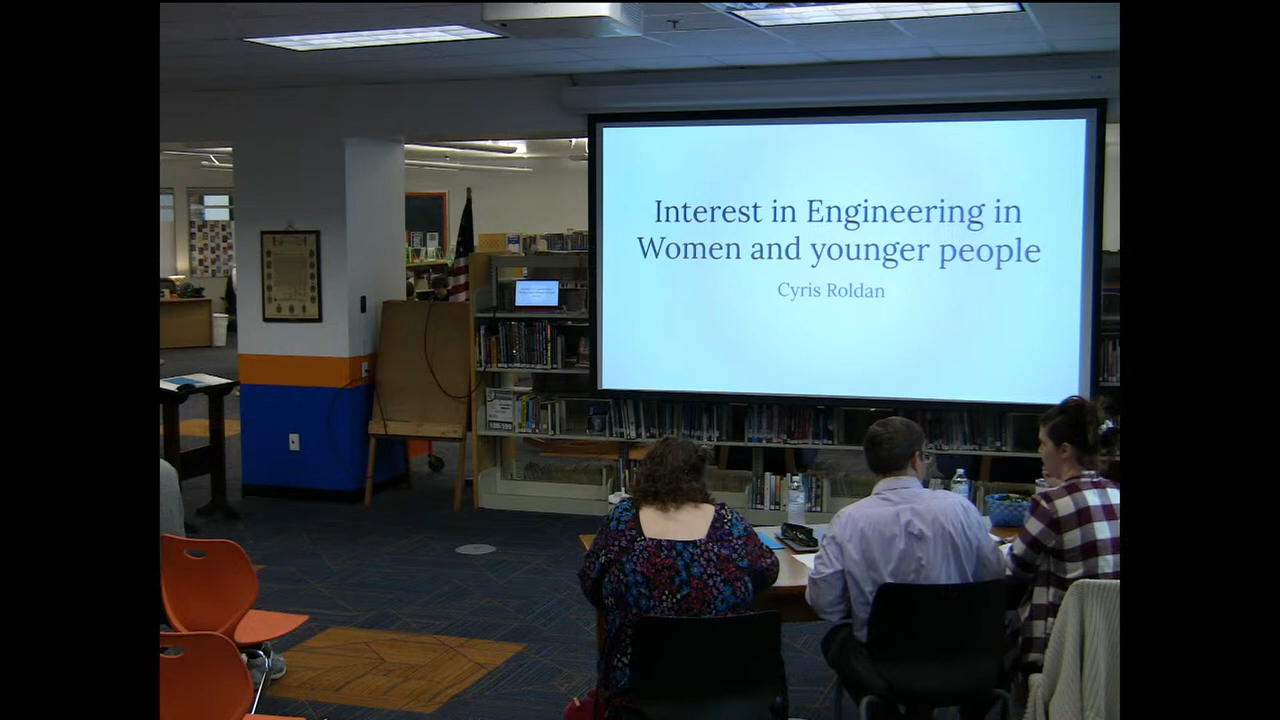 Interest in Engineering in
Women and younger people
Cyris Roldan